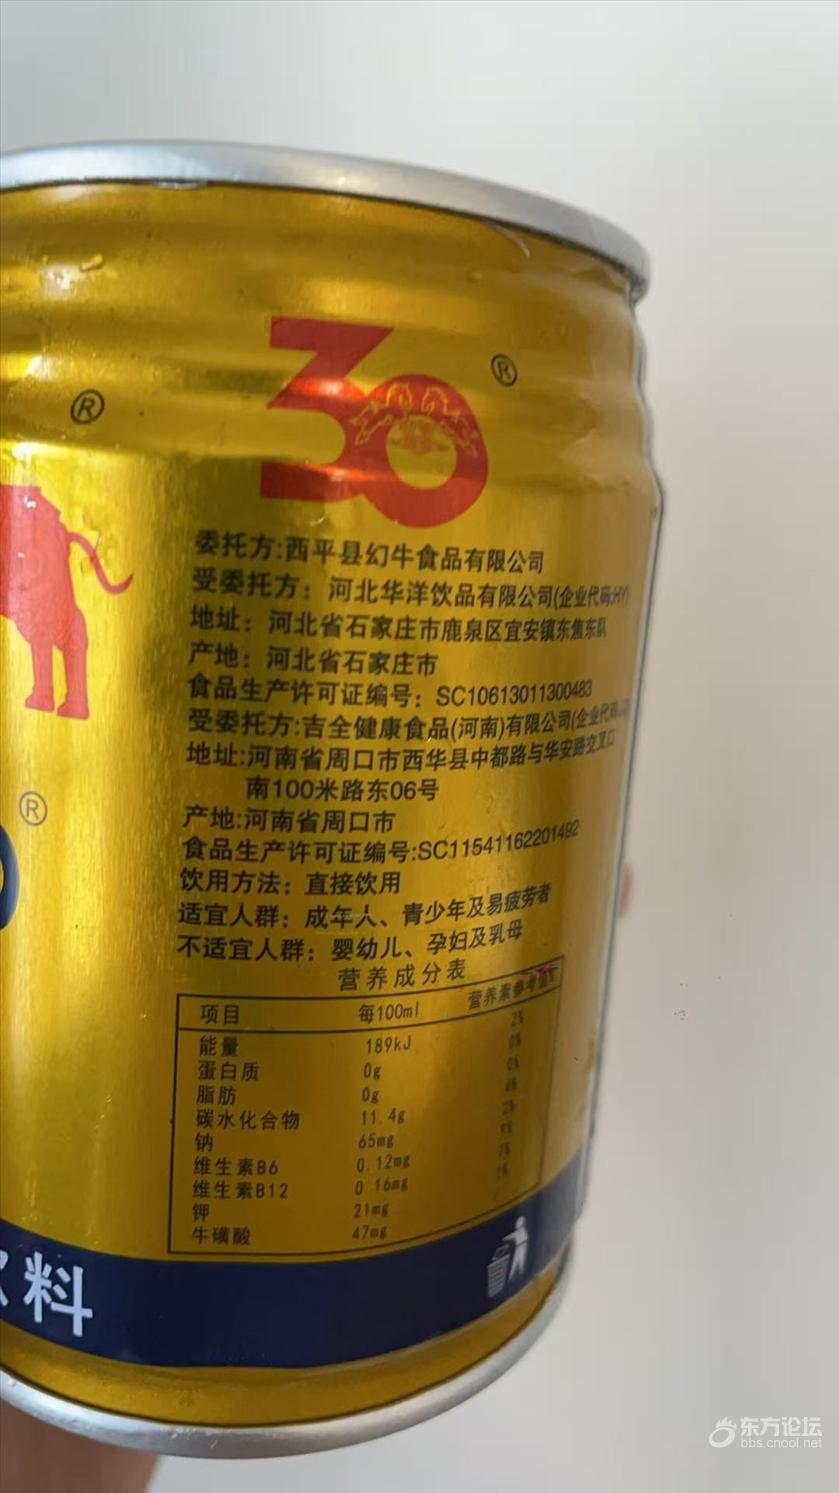 ®
30
®
委托方:西平县幻牛食品有限公司
受委托方：河北华洋饮品有限公司(企业代码:HY)
地址：河北省石家庄市鹿泉区宜安镇东焦东队
产地：河北省石家庄市
食品生产许可证编号：SC10613011300483
受委托方:吉全健康食品(河南)有限公司(企业代码
地址:河南省周口市西华县中都路与华安路交叉口
南100米路东06号
®
产地:河南省周口市
食品生产许可证编号:SC11541162201492
饮用方法：直接饮用
适宜人群：成年人、青少年及易疲劳者
不适宜人群：婴幼儿、孕妇及乳母
营养成分表
项目 每100ml 营养素参考值%
能量 189kJ 2%
蛋白质 0g 0%
脂肪 0g 0%
碳水化合物 11.4g 4%
钠 65mg 3%
维生素B6 0.12mg 9%
维生素B12 0.16mg 7%
钾 21mg 1%
牛磺酸 47mg
料
东方论坛
bbs.cnool.net